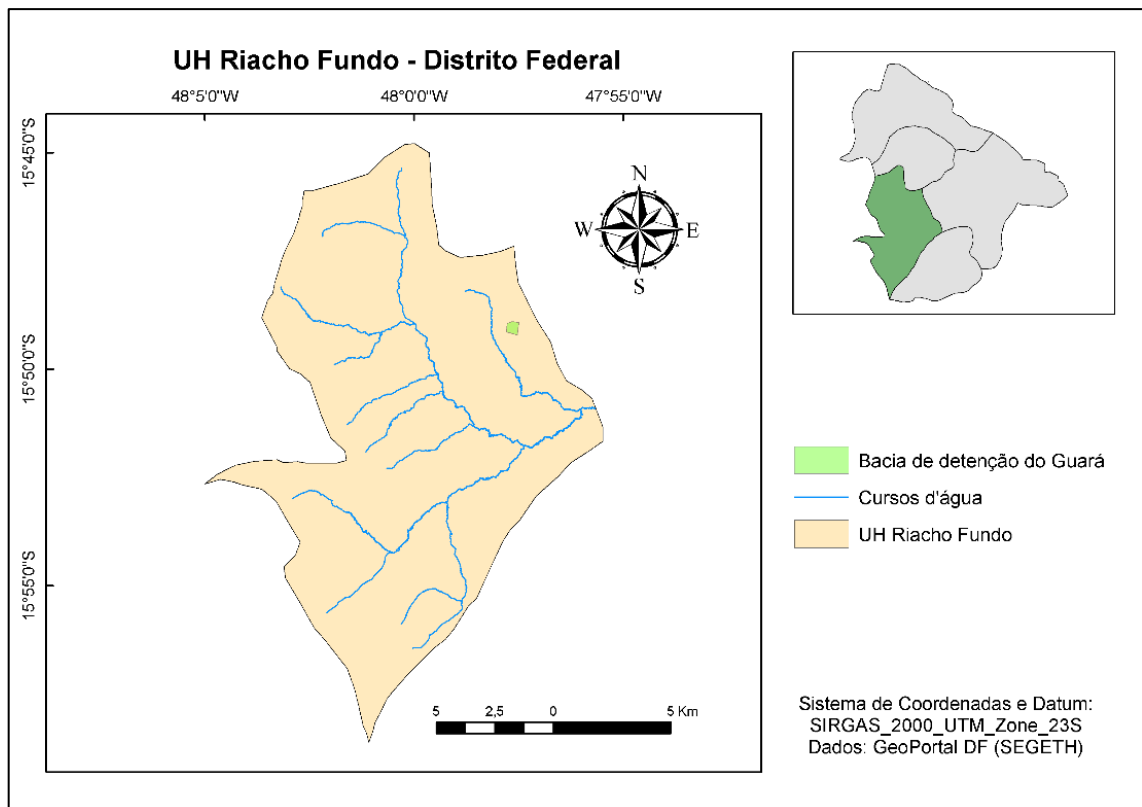 UH Riacho Fundo - Distrito Federal
48°5'0"W
48°0'0"W
47°55'0"W
15°45'0"S
15°50'0"S
15°55'0"S
N
W
E
S
Bacia de detenção do Guará
Cursos d'água
UH Riacho Fundo
5
2,5
0
5 Km
Sistema de Coordenadas e Datum:
SIRGAS_2000_UTM_Zone_23S
Dados: GeoPortal DF (SEGETH)